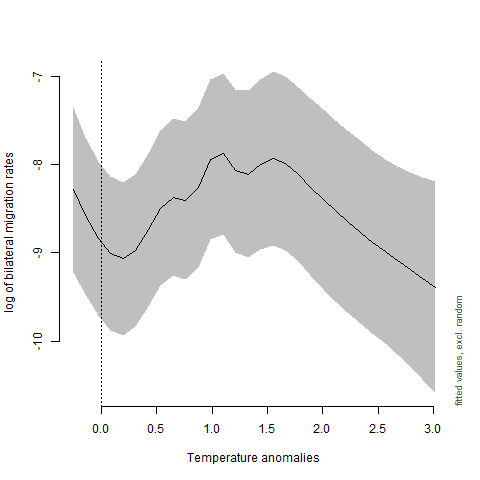 -7
-8
-9
-10
log of bilateral migration rates
0.0 0.5 1.0 1.5 2.0 2.5 3.0
Temperature anomalies
fitted values, excl. random